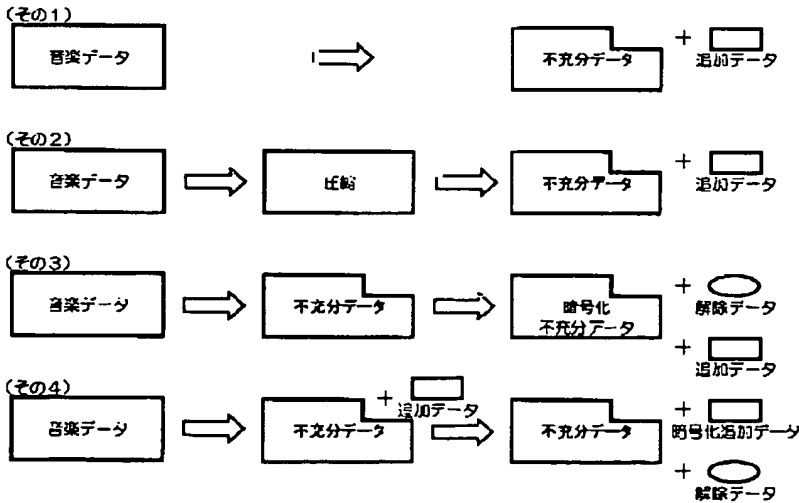 (その1)
音楽データ
不充分データ
+
追加データ
(その2)
音楽データ
圧縮
不充分データ
+
追加データ
(その3)
音楽データ
不充分データ
暗号化
不充分データ
+
解除データ
+
追加データ
(その4)
音楽データ
不充分データ
+
追加データ
不充分データ
+
暗号化追加データ
+
解除データ